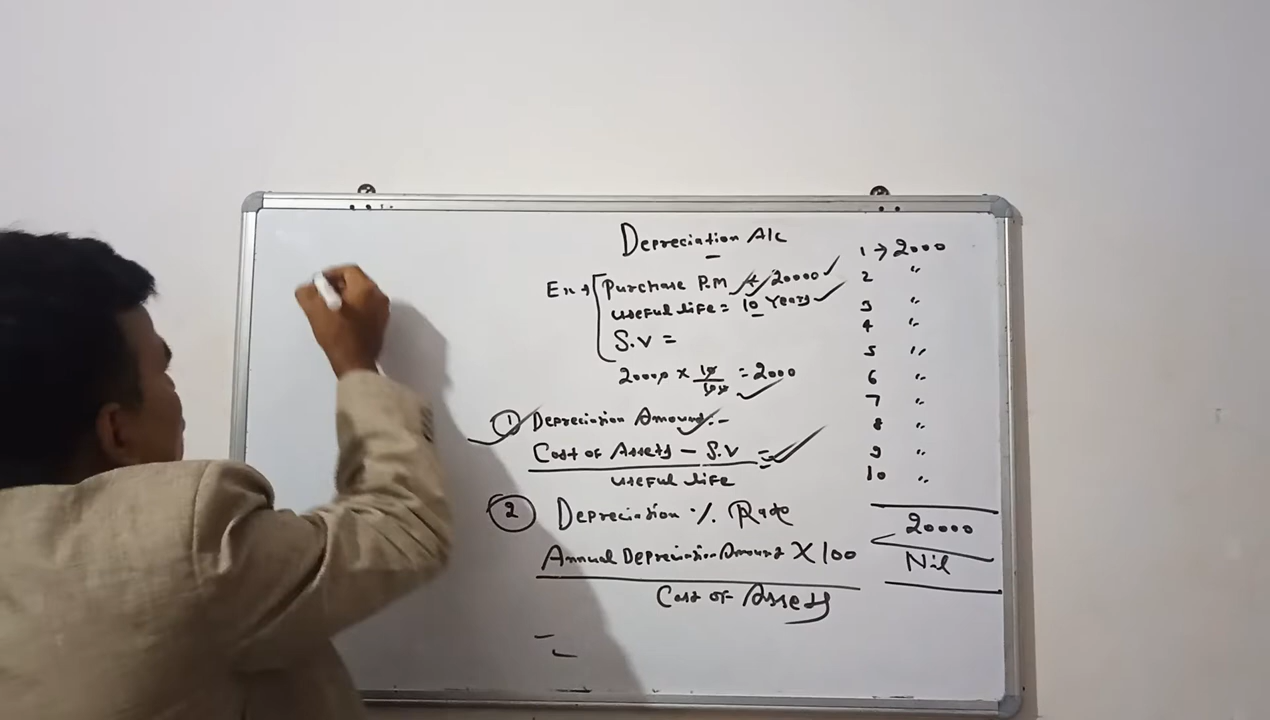 Depreciation A/c
Ex → Purchase P.M 20000
useful life = 10 Years
S.V =
20000 × 10/100 = 2000
① Depreciation Amount :-
Cost of Assets – S.V =
useful life
② Depreciation % Rate
Annual Depreciation Amount × 100
Cost of Assets
=
1 → 2000
2 "
3 "
4 "
5 "
6 "
7 "
8 "
9 "
10 "
20000
Nil